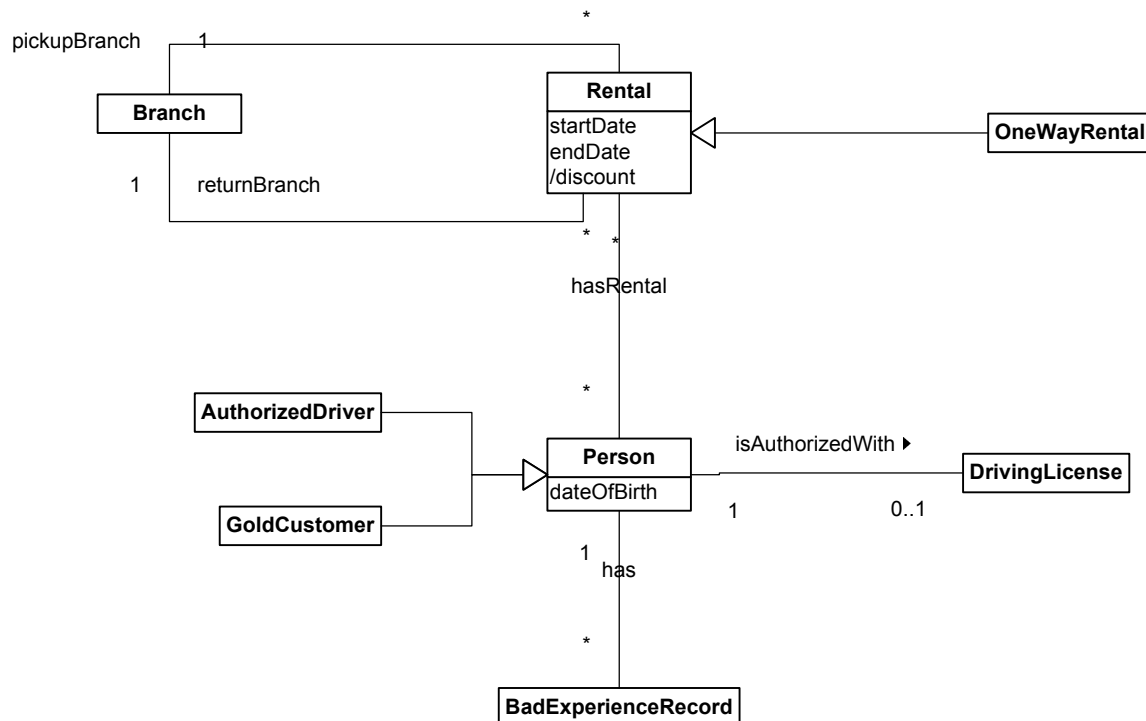 *
pickupBranch
1
Rental
Branch
startDate
endDate
/discount
OneWayRental
1
returnBranch
*
*
hasRental
*
AuthorizedDriver
Person
dateOfBirth
isAuthorizedWith
DrivingLicense
1
0..1
GoldCustomer
1
has
*
BadExperienceRecord